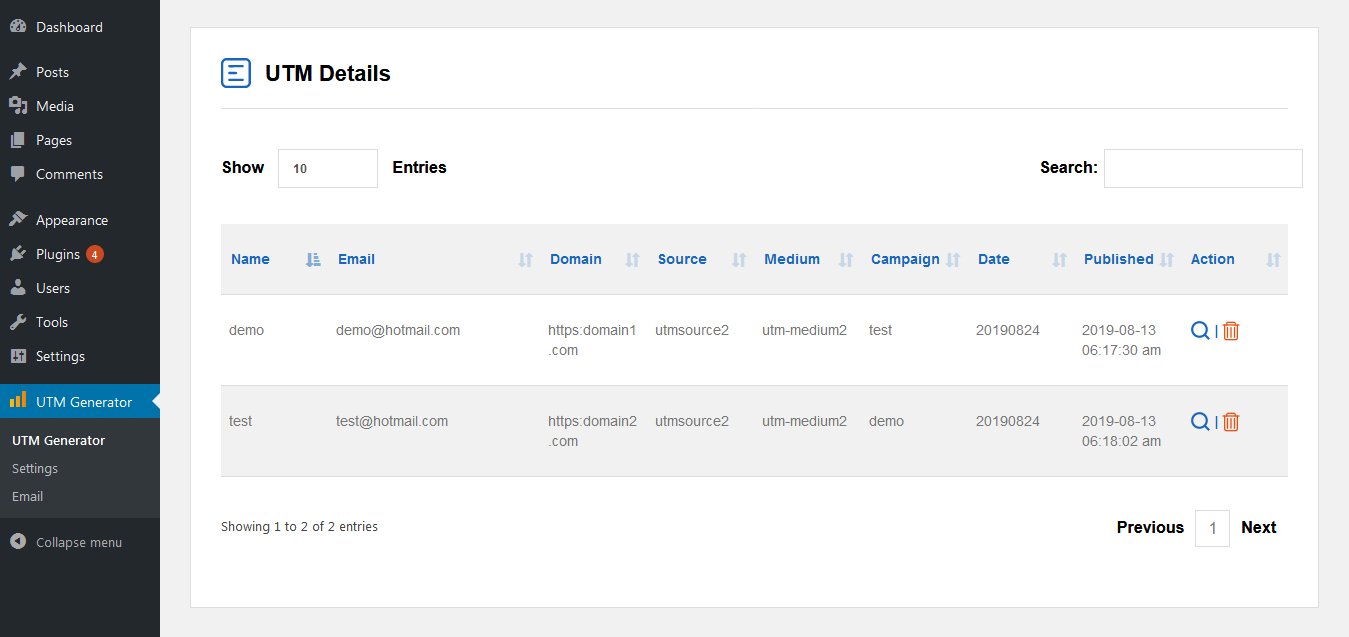 Dashboard
Posts
Media
Pages
Comments
Appearance
Plugins 4
Users
Tools
Settings
UTM Generator
UTM Generator
Settings
Email
Collapse menu
UTM Details
Show 10 Entries Search:
Name Email Domain Source Medium Campaign Date Published Action
demo demo@hotmail.com https:domain1 utmsource2 utm-medium2 test 20190824 2019-08-13 |
.com 06:17:30 am
test test@hotmail.com https:domain2 utmsource2 utm-medium2 demo 20190824 2019-08-13 |
.com 06:18:02 am
Showing 1 to 2 of 2 entries Previous 1 Next